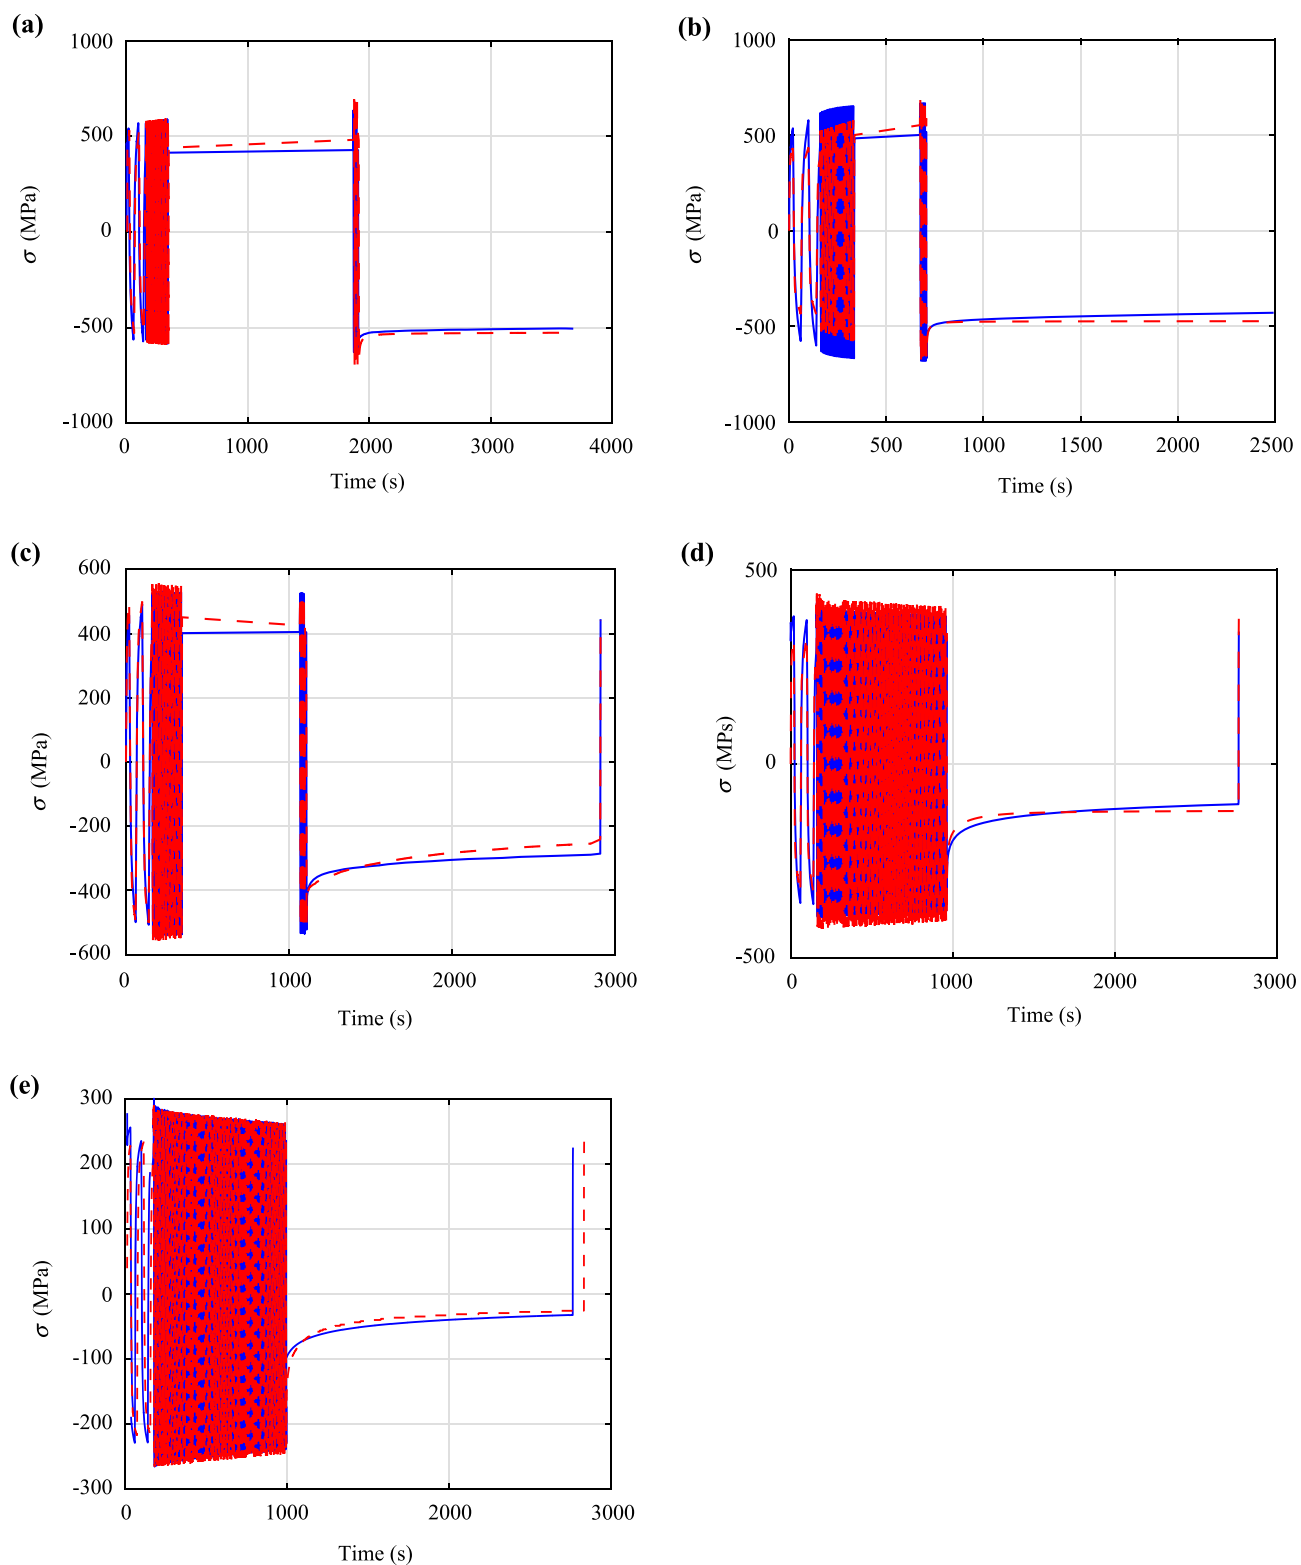 (a)
1000
500
0
-500
-1000
σ (MPa)
0 1000 2000 3000 4000
Time (s)
(b)
1000
500
0
-500
-1000
σ (MPa)
0 500 1000 1500 2000 2500
Time (s)
(c)
600
400
200
0
-200
-400
-600
σ (MPa)
0 1000 2000 3000
Time (s)
(d)
500
0
-500
σ (MPs)
0 1000 2000 3000
Time (s)
(e)
300
200
100
0
-100
-200
-300
σ (MPa)
0 1000 2000 3000
Time (s)